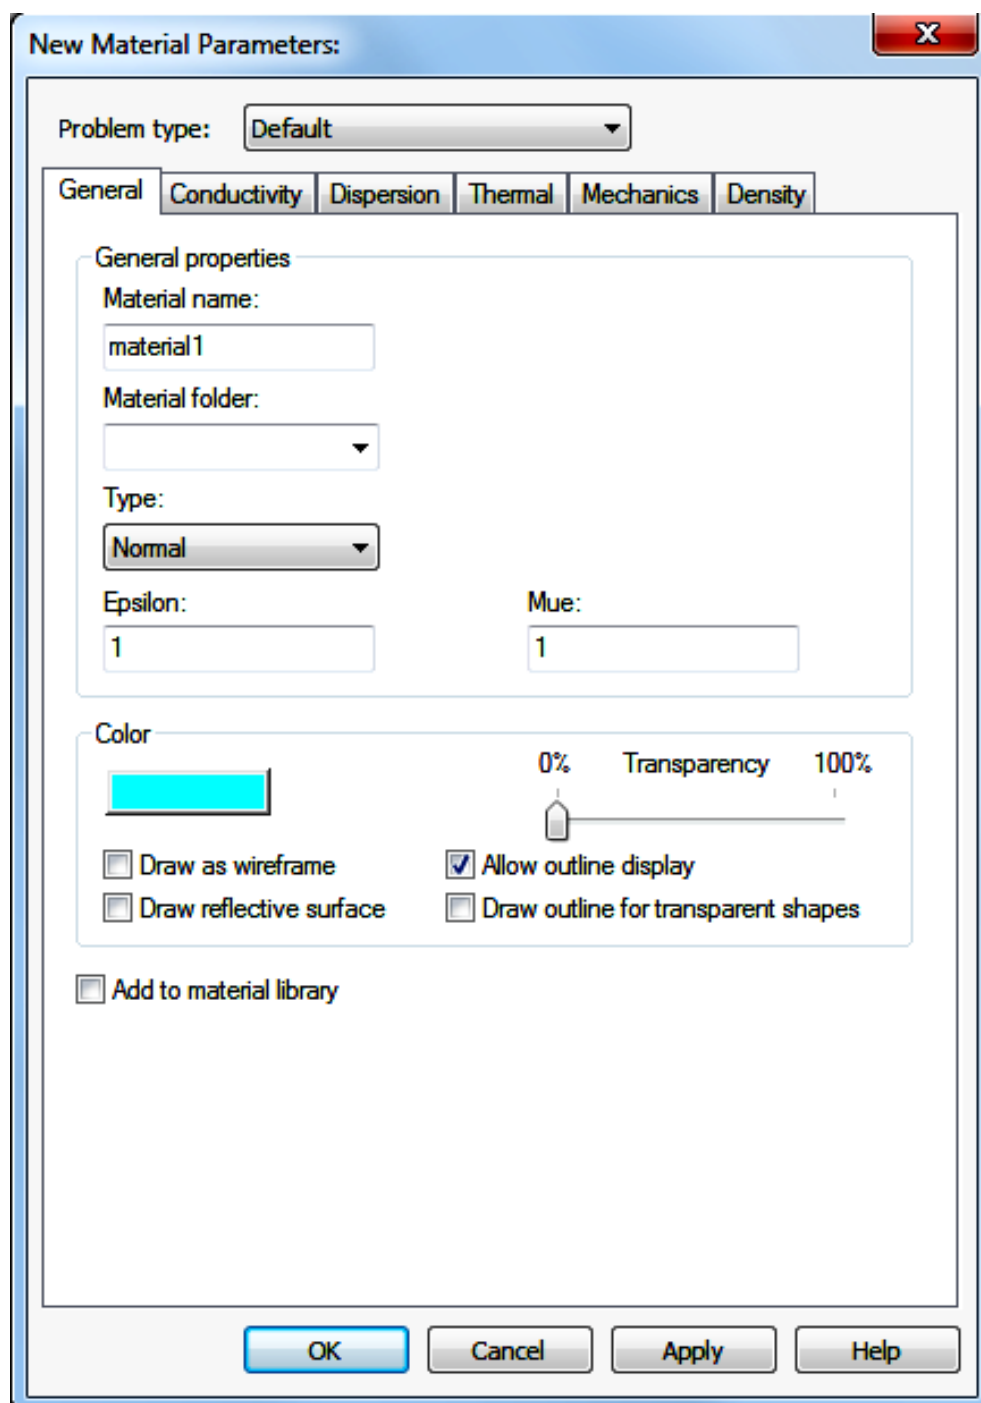 New Material Parameters:
Problem type: Default
General Conductivity Dispersion Thermal Mechanics Density
General properties
Material name:
material1
Material folder:
Type:
Normal
Epsilon: Mue:
1 1
Color
0% Transparency 100%
Draw as wireframe Allow outline display
Draw reflective surface Draw outline for transparent shapes
Add to material library
OK Cancel Apply Help